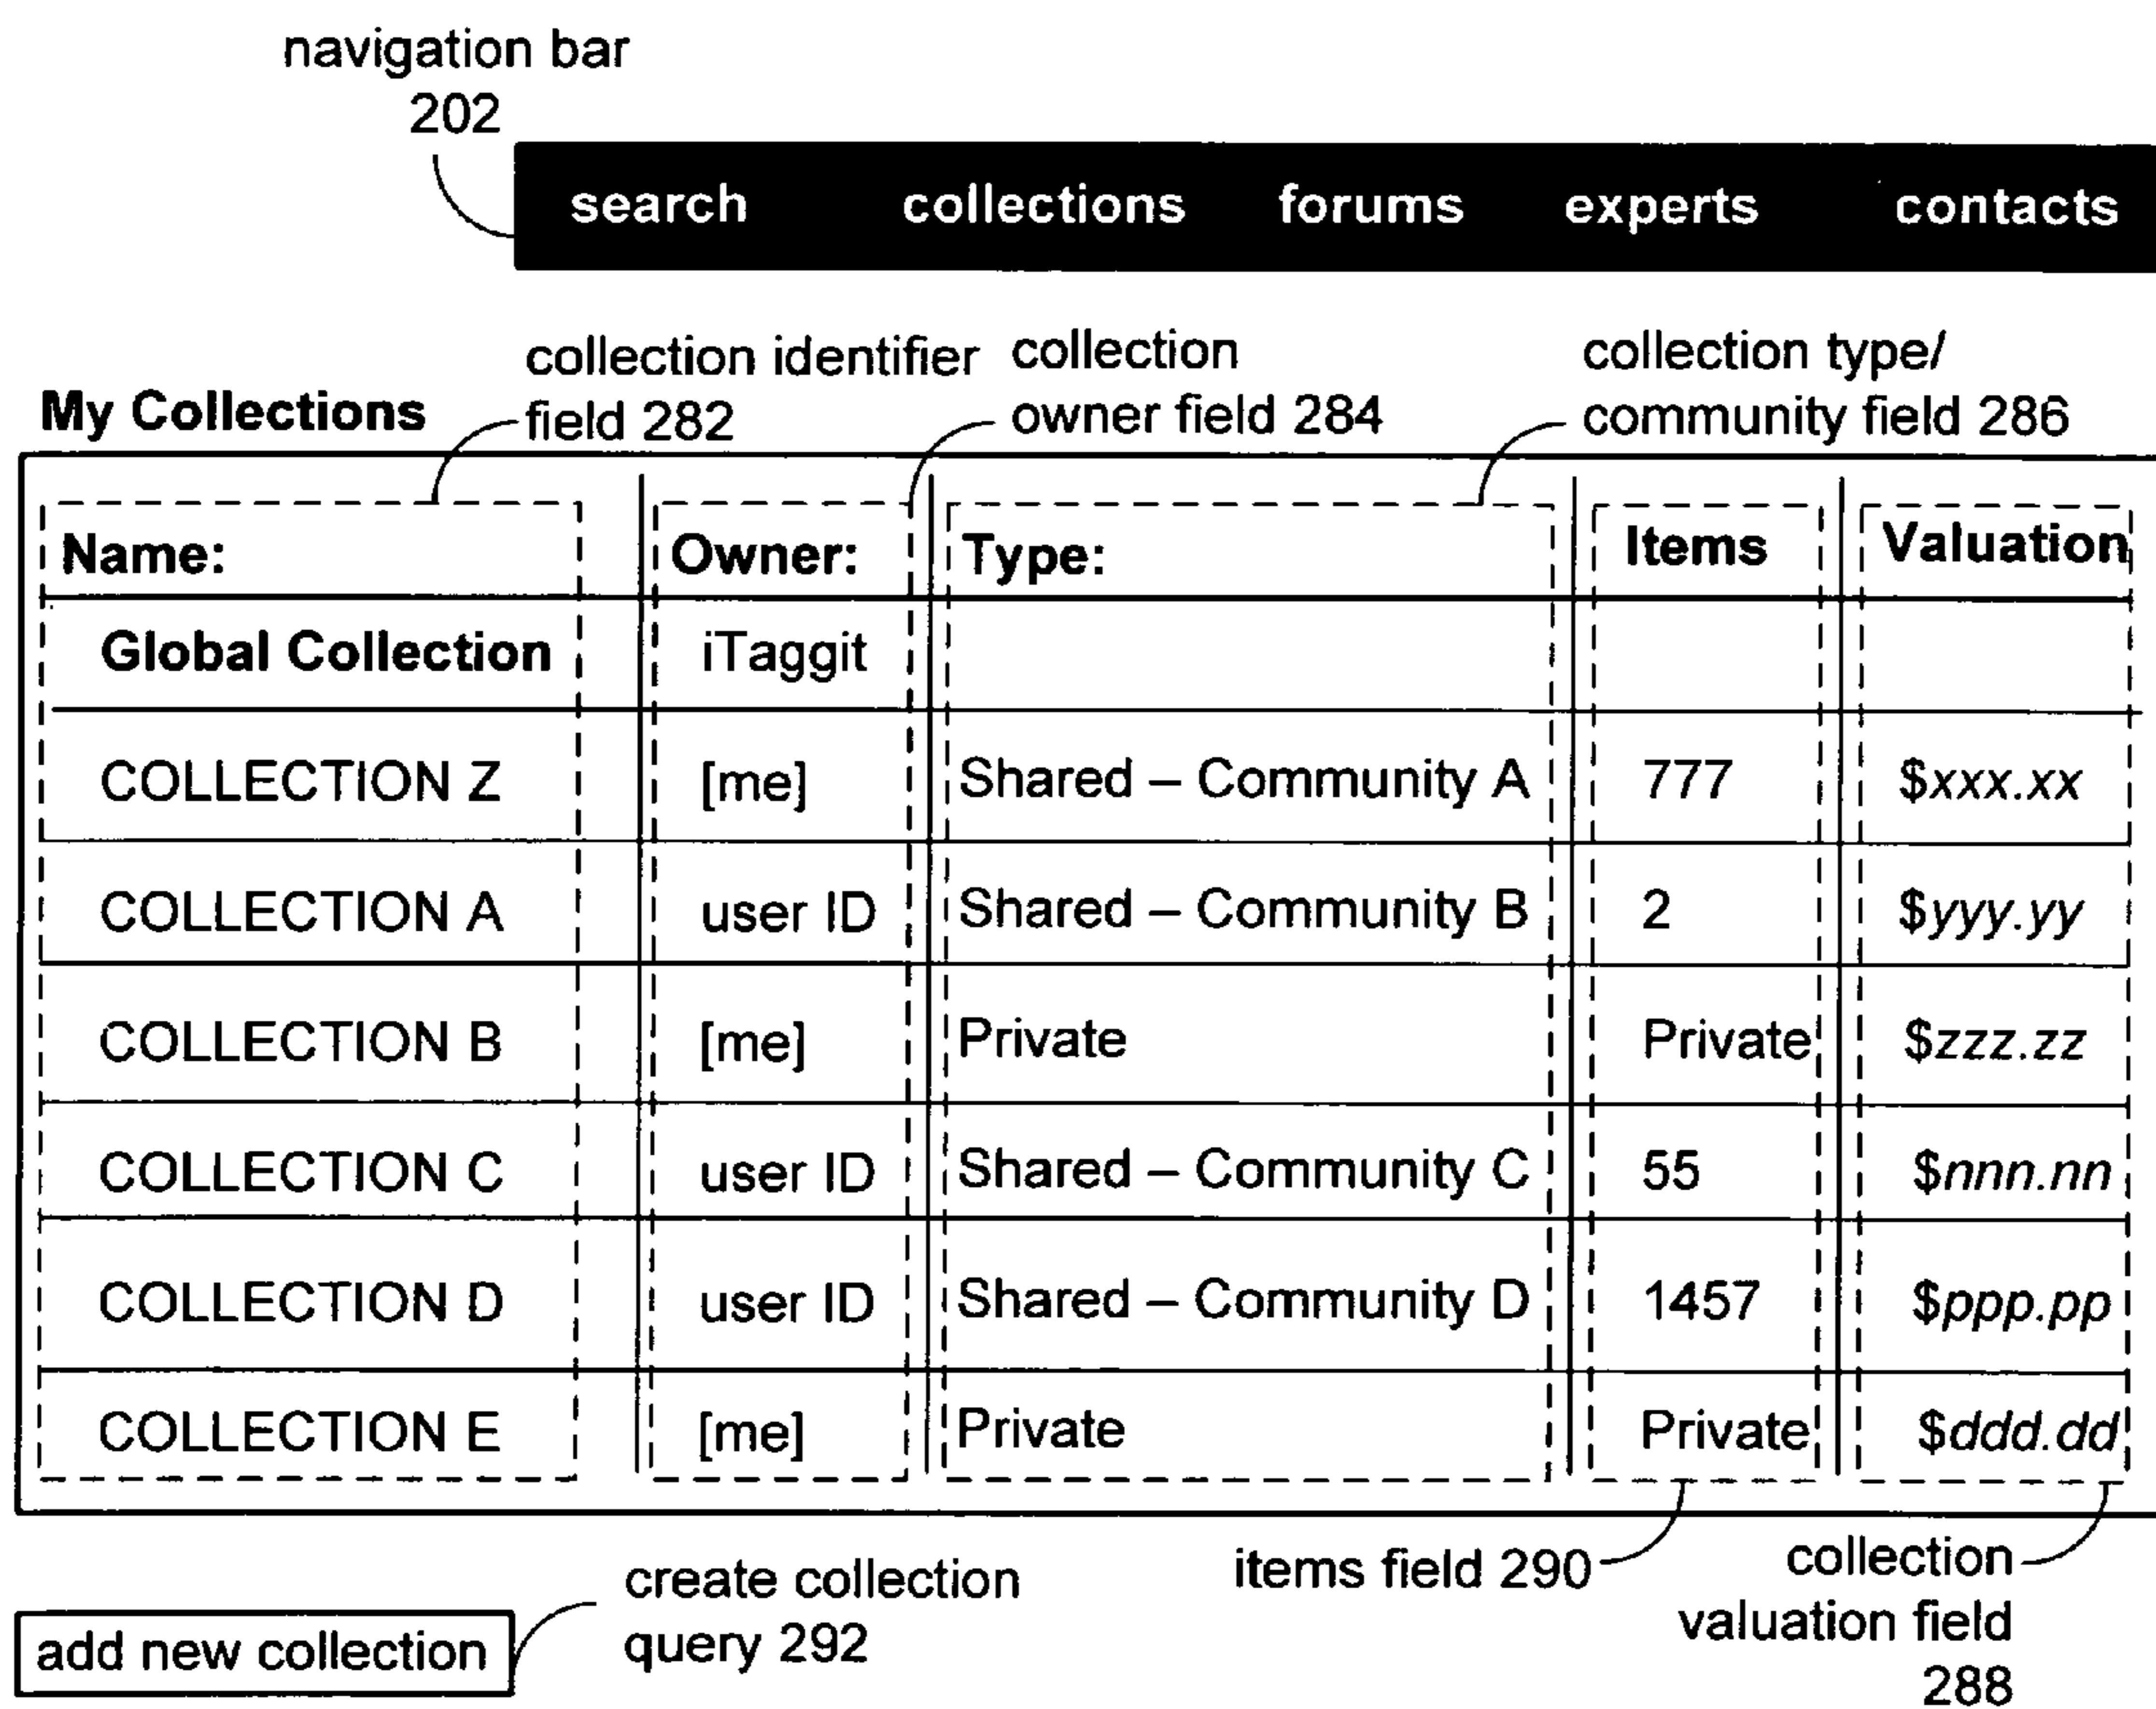 navigation bar
202
search collections forums experts contacts
collection identifier
field 282
collection
owner field 284
collection type/
community field 286
My Collections
Name: Owner: Type: Items Valuation
Global Collection iTaggit
COLLECTION Z [me] Shared – Community A 777 $xxx.xx
COLLECTION A user ID Shared – Community B 2 $yyy.yy
COLLECTION B [me] Private Private $zzz.zz
COLLECTION C user ID Shared – Community C 55 $nnn.nn
COLLECTION D user ID Shared – Community D 1457 $ppp.pp
COLLECTION E [me] Private Private $ddd.dd
items field 290
collection
valuation field
288
create collection
query 292
add new collection